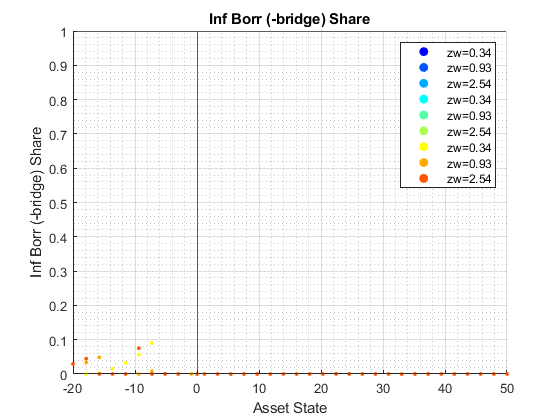 Inf Borr (-bridge) Share
1
0.9
0.8
0.7
0.6
0.5
0.4
0.3
0.2
0.1
0
Inf Borr (-bridge) Share
zw=0.34
zw=0.93
zw=2.54
zw=0.34
zw=0.93
zw=2.54
zw=0.34
zw=0.93
zw=2.54
-20 -10 0 10 20 30 40 50
Asset State